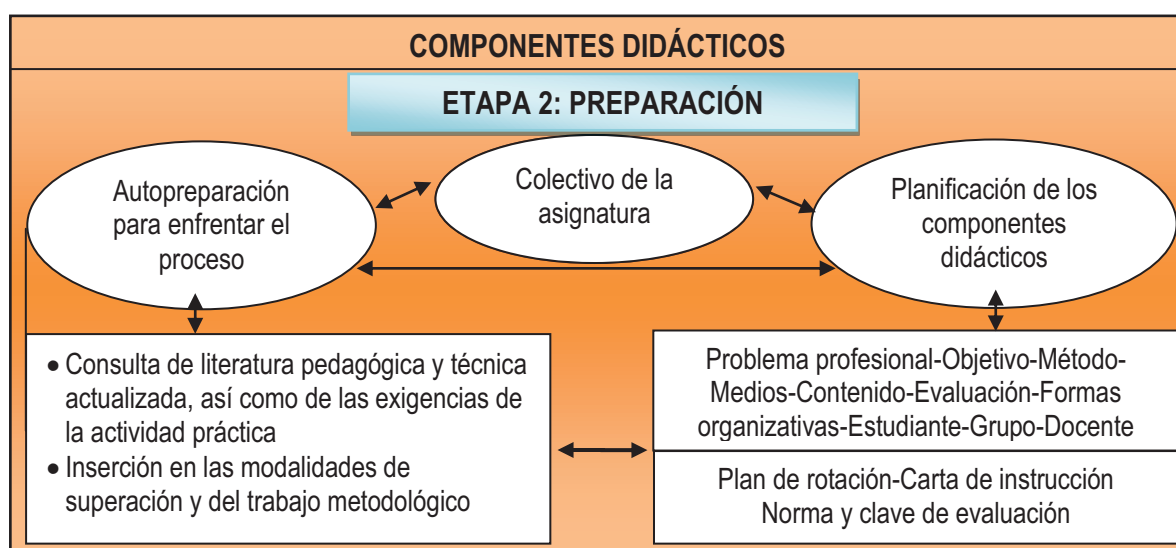 COMPONENTES DIDÁCTICOS
ETAPA 2: PREPARACIÓN
Autopreparación
para enfrentar el
proceso
Colectivo de la
asignatura
Planificación de los
componentes
didácticos
• Consulta de literatura pedagógica y técnica
actualizada, así como de las exigencias de
la actividad práctica
• Inserción en las modalidades de
superación y del trabajo metodológico
Problema profesional-Objetivo-Método-
Medios-Contenido-Evaluación-Formas
organizativas-Estudiante-Grupo-Docente
Plan de rotación-Carta de instrucción
Norma y clave de evaluación